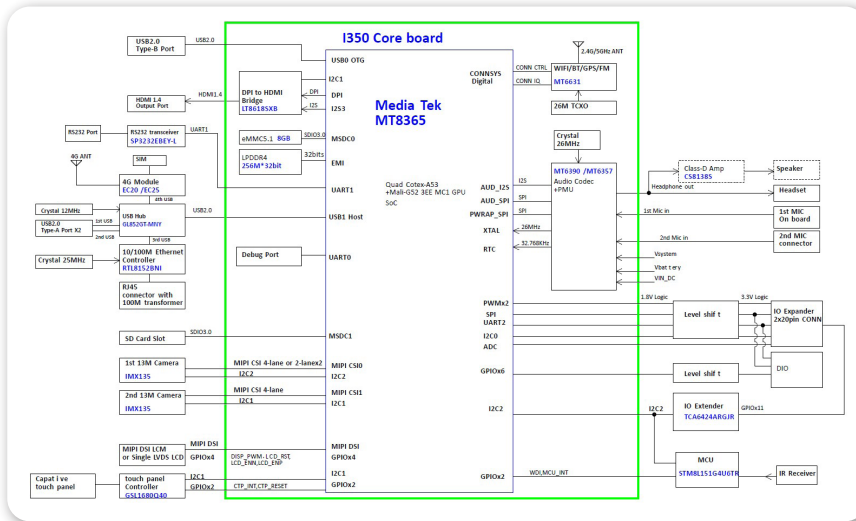 I350 Core board
USB2.0
Type-B Port
USB2.0
USB0 OTG
2.4G/5GHz ANT
HDMI 1.4
Output Port
HDMI1.4
DPI to HDMI
Bridge
LT8618SXB
DPI
I2S
I2C1
DPI
I2S3
Media Tek
MT8365
CONNSYS
Digital
CONN CTRL
CONN IQ
WIFI/BT/GPS/FM
MT6631
26M TCXO
RS232 Port
RS232 transceiver
SP3232EBEY-L
UART1
eMMC5.1 8GB
SDIO3.0
MSDC0
LPDDR4
256M*32bit
32bits
EMI
Crystal
26MHz
4G ANT
SIM
4G Module
EC20 /EC25
4th USB
UART1
Quad Cotex-A53
+Mali-G52 3EE MC1 GPU
SoC
AUD_I2S
AUD_SPI
PWRAP_SPI
XTAL
RTC
I2S
SPI
SPI
26MHz
32.768KHz
MT6390 /MT6357
Audio Codec
+PMU
Class-D Amp
CS8138S
Speaker
Headphone out
Headset
1st Mic in
1st MIC
On board
2nd Mic in
2nd MIC
connector
Vsystem
Vbattery
VIN_DC
Crystal 12MHz
USB2.0
Type-A Port X2
1st USB
2nd USB
USB Hub
GL852GT-MNY
USB2.0
USB1 Host
3rd USB
Crystal 25MHz
10/100M Ethernet
Controller
RTL8152BNI
RJ45
connector with
100M transformer
Debug Port
UART0
PWMx2
SPI
UART2
I2C0
ADC
1.8V Logic
Level shift
3.3V Logic
IO Expander
2x20pin CONN
SD Card Slot
SDIO3.0
MSDC1
GPIOx6
Level shift
DIO
1st 13M Camera
IMX135
MIPI CSI 4-lane or 2-lanex2
I2C2
MIPI CSI0
I2C2
2nd 13M Camera
IMX135
MIPI CSI 4-lane
I2C1
MIPI CSI1
I2C1
I2C2
I2C2
IO Extender
TCA6424ARGJR
GPIOx11
MIPI DSI LCM
or Single LVDS LCD
MIPI DSI
GPIOx4
DISP_PWM, LCD_RST,
LCD_ENN,LCD_ENP
MIPI DSI
GPIOx4
Capative
touch panel
touch panel
Controller
GSL1680Q40
I2C1
GPIOx2
CTP_INT,CTP_RESET
I2C1
GPIOx2
GPIOx2
WDI,MCU_INT
MCU
STM8L151G4U6TR
IR Receiver